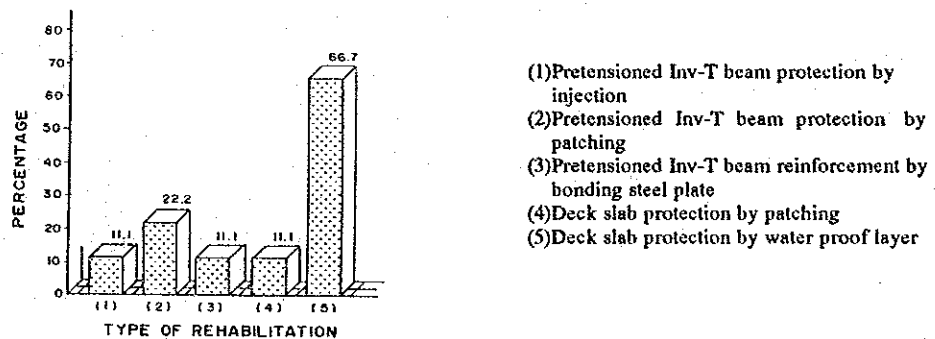 80
70
60
50
40
30
20
10
0
PERCENTAGE
11.1
22.2
11.1
11.1
66.7
(1) (2) (3) (4) (5)
TYPE OF REHABILITATION
(1)Pretensioned Inv-T beam protection by
injection
(2)Pretensioned Inv-T beam protection by
patching
(3)Pretensioned Inv-T beam reinforcement by
bonding steel plate
(4)Deck slab protection by patching
(5)Deck slab protection by water proof layer